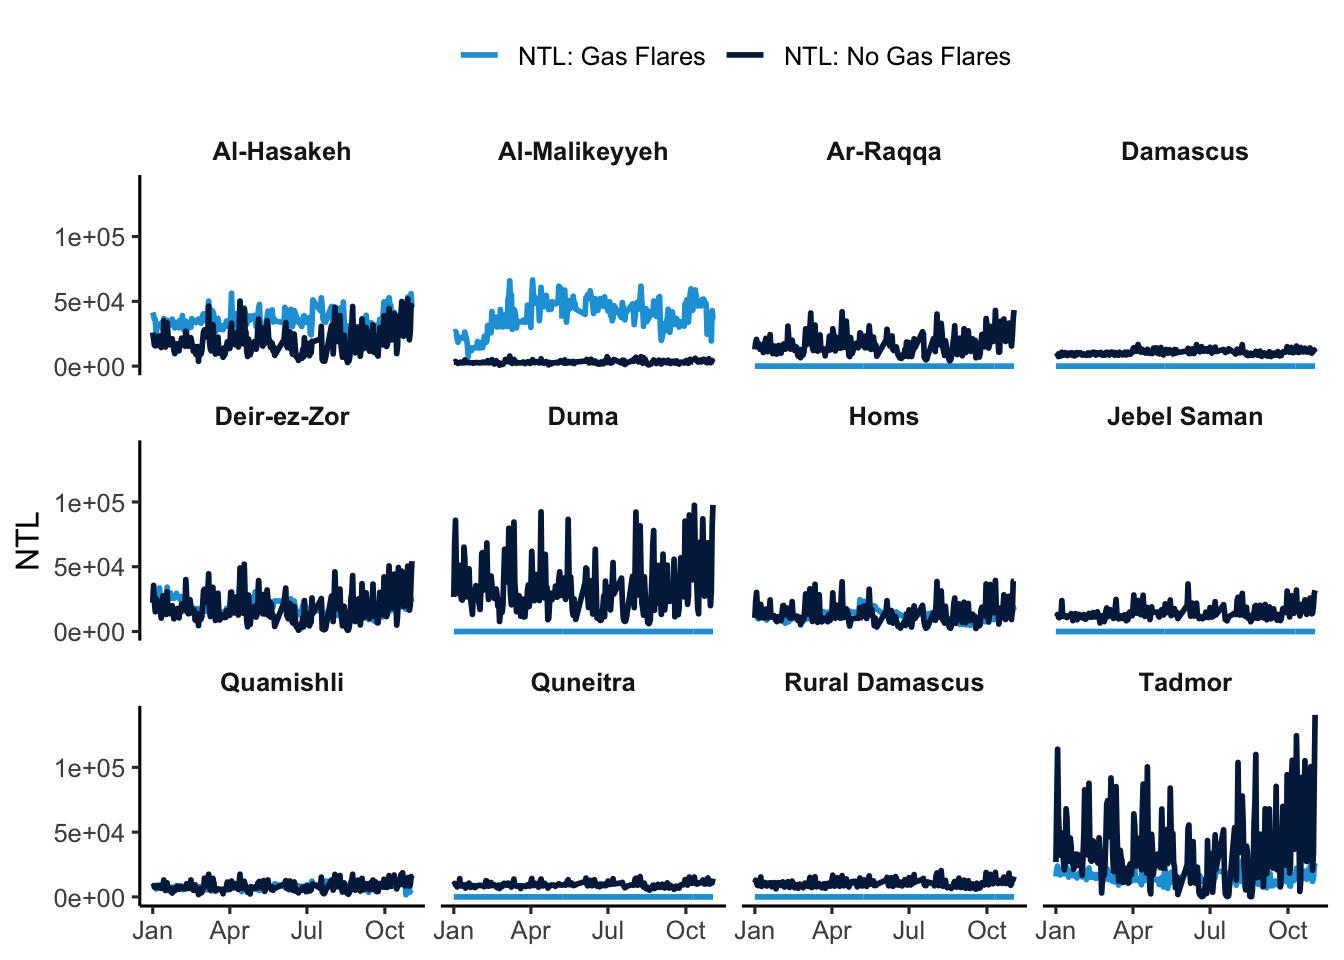 NTL: Gas Flares NTL: No Gas Flares
Al-Hasakeh Al-Malikeyyeh Ar-Raqqa Damascus
1e+05
5e+04
0e+00
Deir-ez-Zor Duma Homs Jebel Saman
NTL
1e+05
5e+04
0e+00
Quamishli Quneitra Rural Damascus Tadmor
1e+05
5e+04
0e+00
Jan Apr Jul Oct Jan Apr Jul Oct Jan Apr Jul Oct Jan Apr Jul Oct